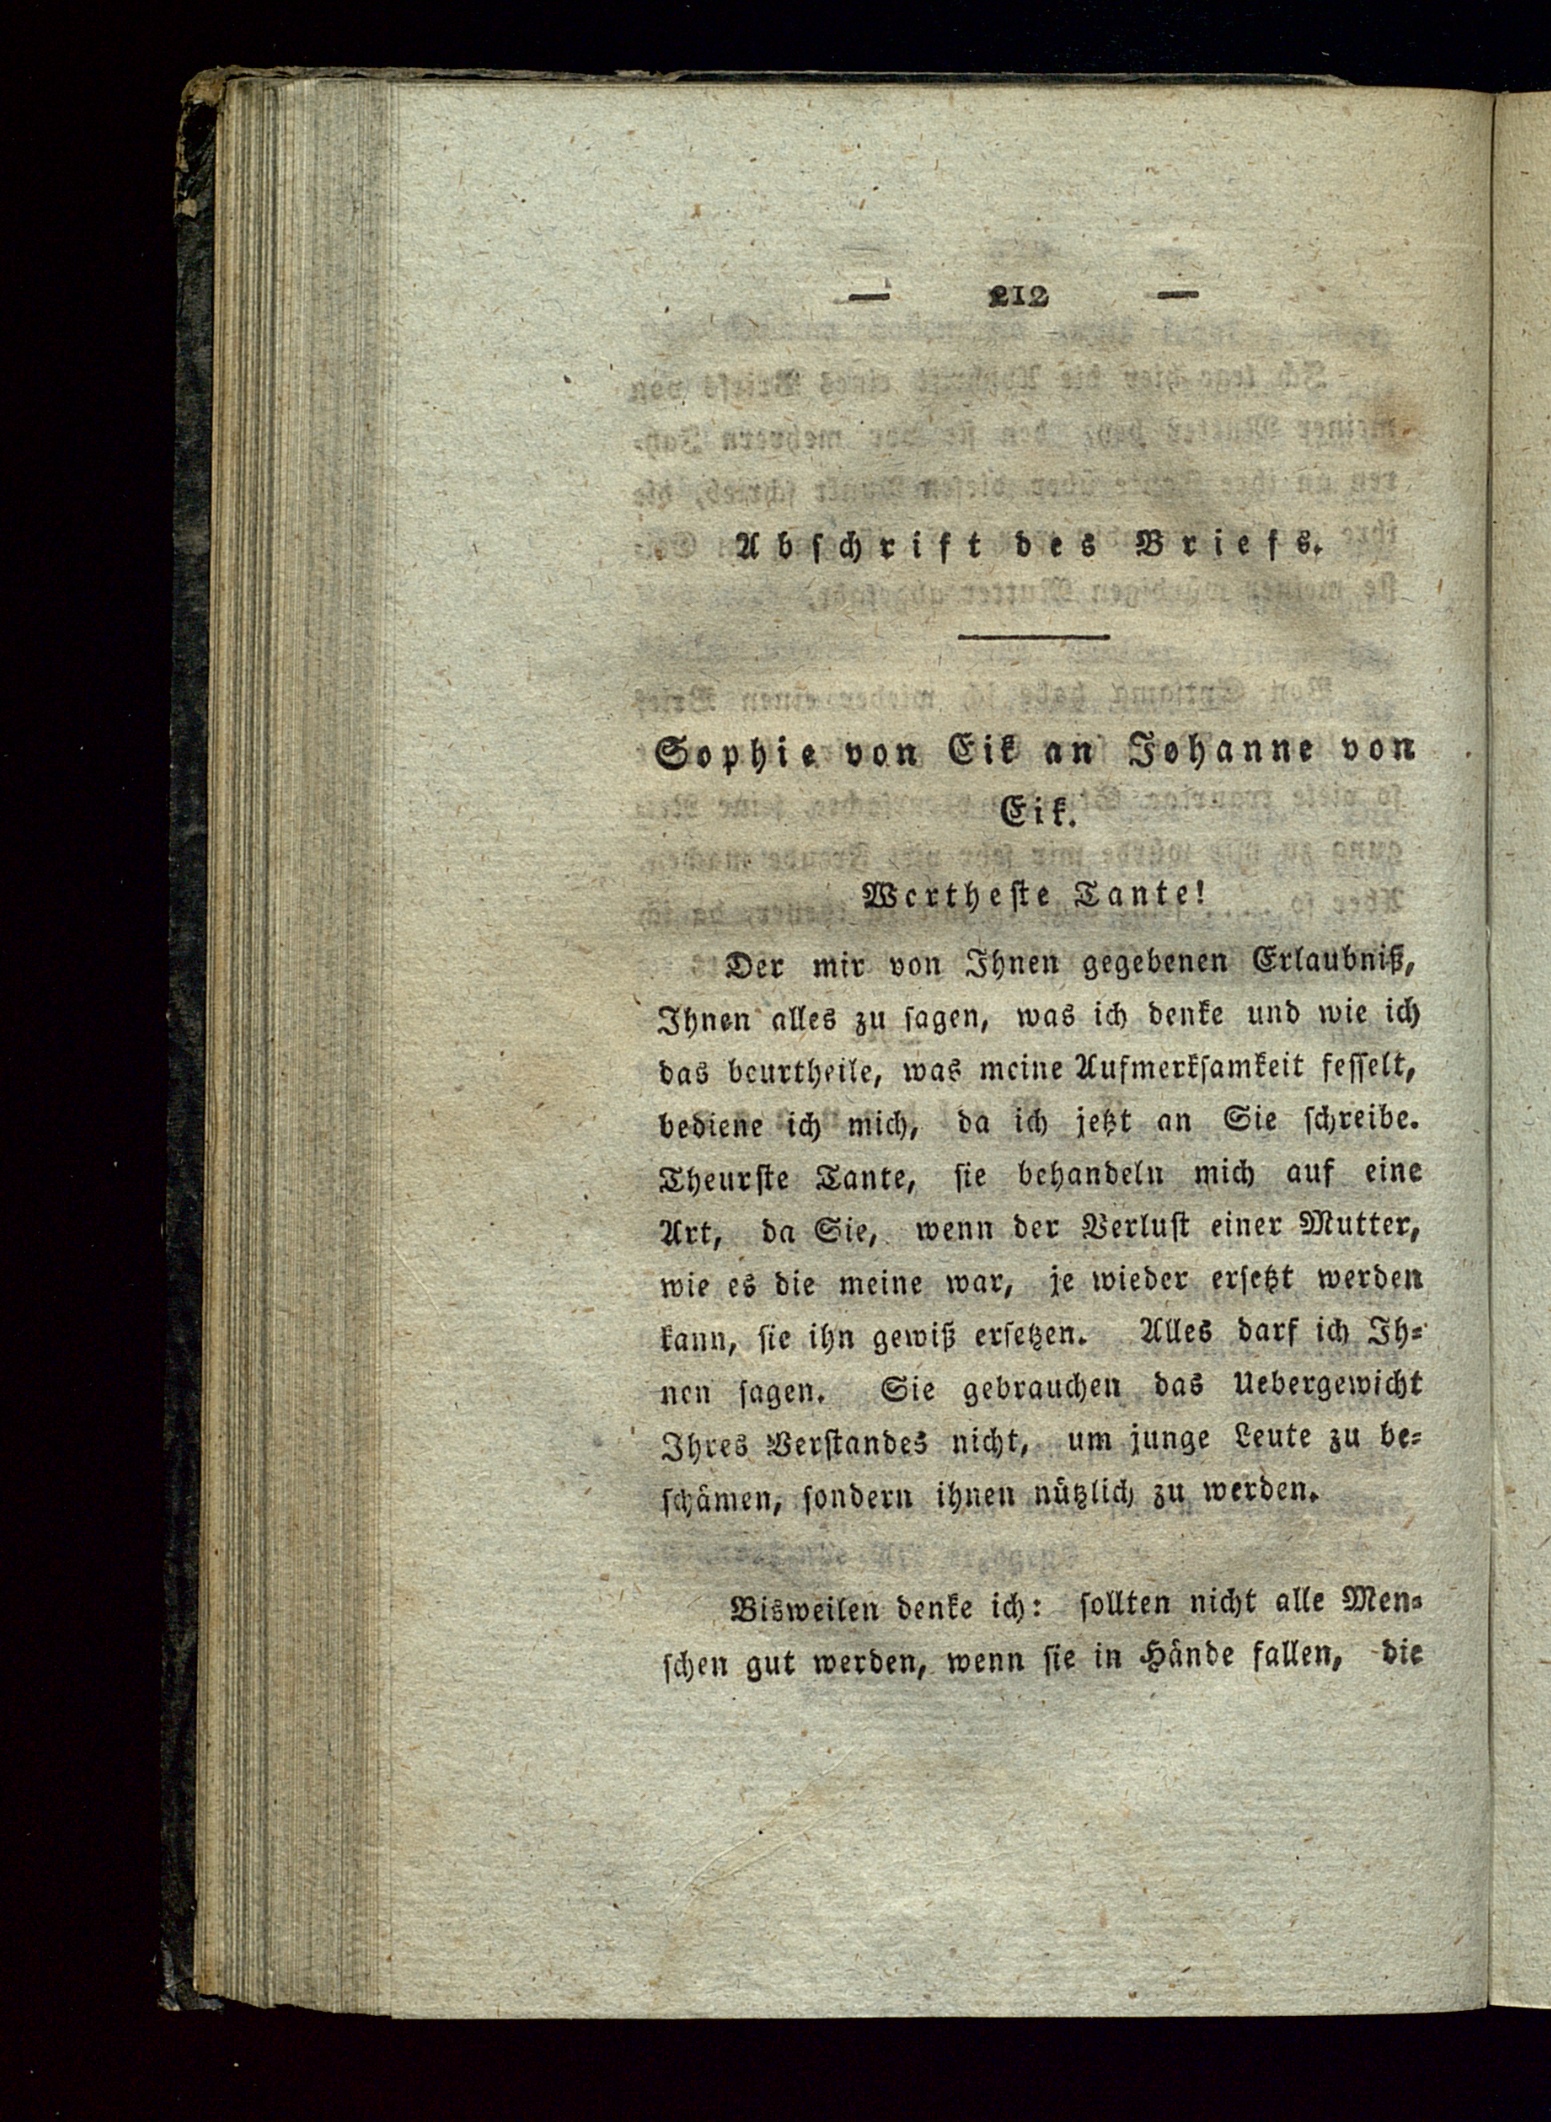 — 212 —
Abschrift des Briefs.
Sophie von Eik an Johanne von
Eik.
Wertheste Tante!
Der mir von Ihnen gegebenen Erlaubniß,
Ihnen alles zu sagen, was ich denke und wie ich
das beurtheile, was meine Aufmerksamkeit fesselt,
bediene ich mich, da ich jetzt an Sie schreibe.
Theurste Tante, sie behandeln mich auf eine
Art, da Sie, wenn der Verlust einer Mutter,
wie es die meine war, je wieder ersetzt werden
kann, sie ihn gewiß ersetzen. Alles darf ich Ih-
nen sagen. Sie gebrauchen das Uebergewicht
Ihres Verstandes nicht, um junge Leute zu be-
schämen, sondern ihnen nützlich zu werden.
Bisweilen denke ich: sollten nicht alle Men-
schen gut werden, wenn sie in Hände fallen, die